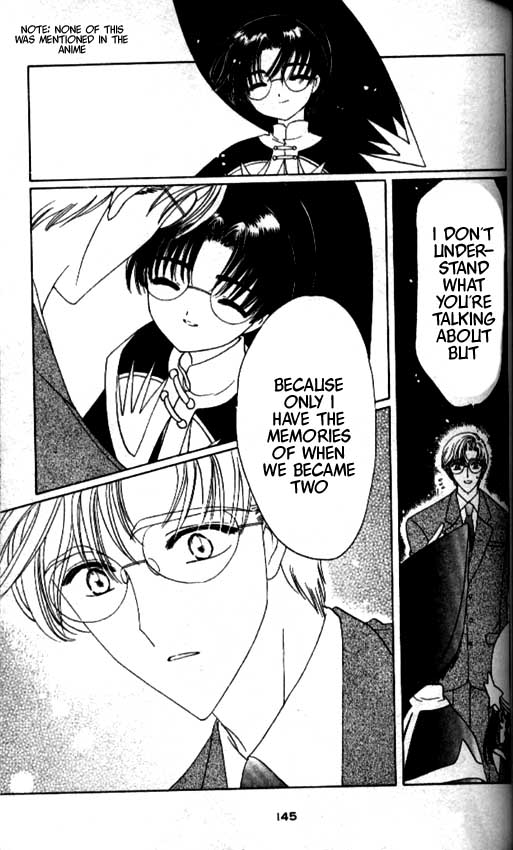 NOTE: NONE OF THIS
WAS MENTIONED IN THE
ANIME
I DON'T
UNDER-
STAND
WHAT
YOU'RE
TALKING
ABOUT
BUT
BECAUSE
ONLY I
HAVE THE
MEMORIES
OF WHEN
WE BECAME
TWO
145